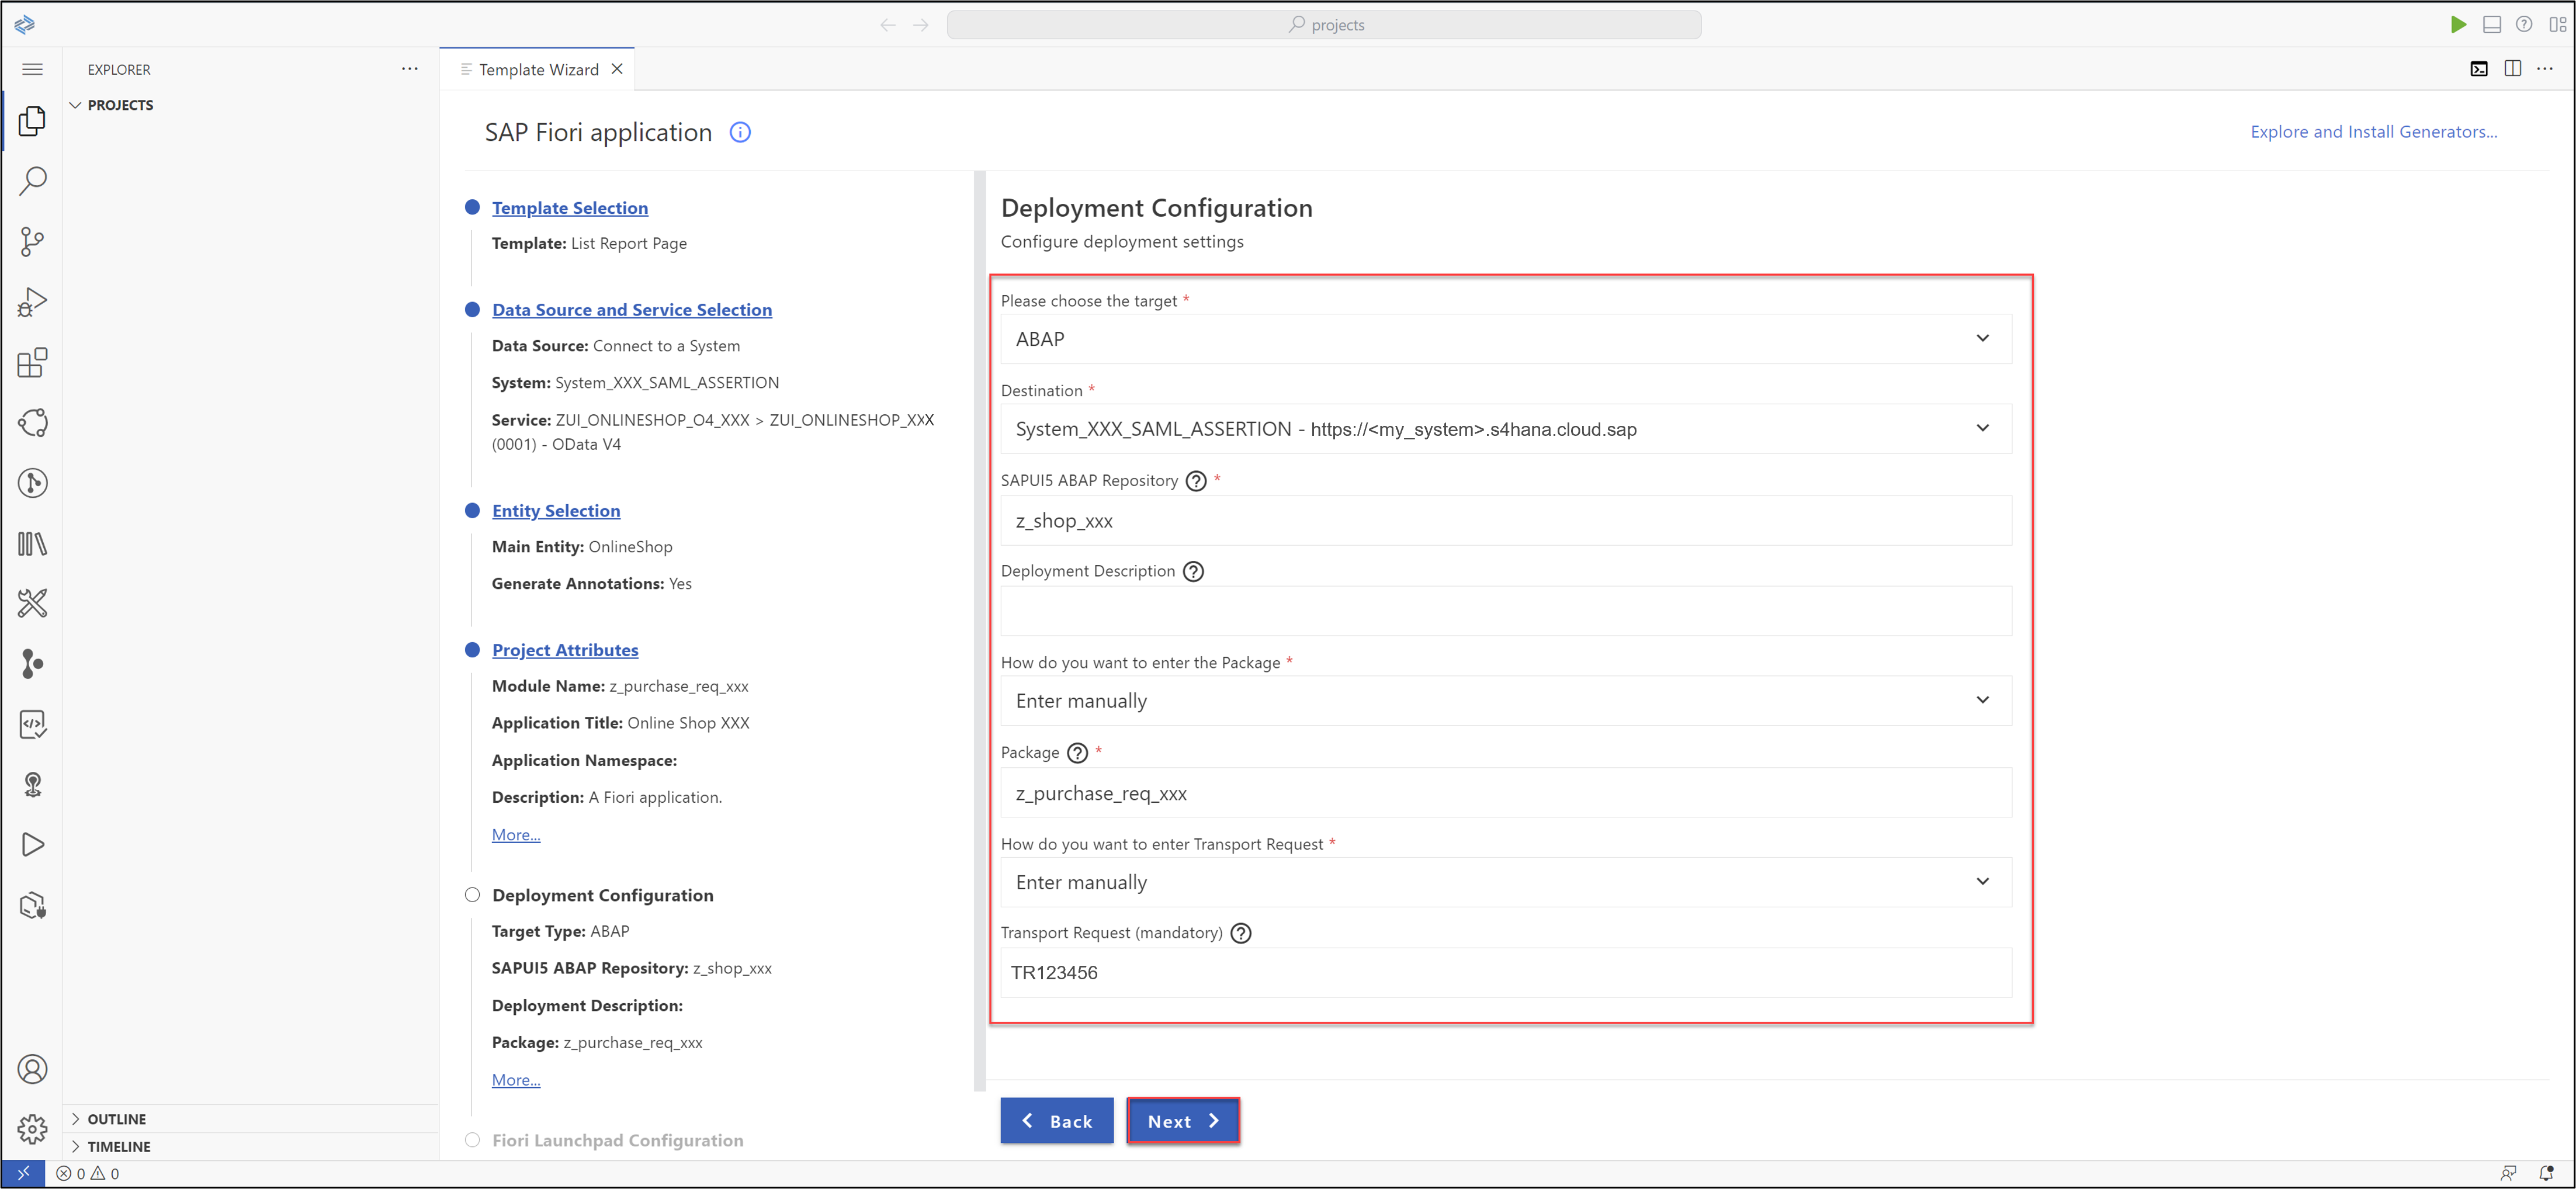 projects
EXPLORER
PROJECTS
Template Wizard
SAP Fiori application
Explore and Install Generators...
Template Selection
Template: List Report Page
Data Source and Service Selection
Data Source: Connect to a System
System: System_XXX_SAML_ASSERTION
Service: ZUI_ONLINESHOP_O4_XXX > ZUI_ONLINESHOP_XXX
(0001) - OData V4
Entity Selection
Main Entity: OnlineShop
Generate Annotations: Yes
Project Attributes
Module Name: z_purchase_req_xxx
Application Title: Online Shop XXX
Application Namespace:
Description: A Fiori application.
More...
Deployment Configuration
Target Type: ABAP
SAPUI5 ABAP Repository: z_shop_xxx
Deployment Description:
Package: z_purchase_req_xxx
More...
Fiori Launchpad Configuration
Deployment Configuration
Configure deployment settings
Please choose the target *
ABAP
Destination *
System_XXX_SAML_ASSERTION - https://<my_system>.s4hana.cloud.sap
SAPUI5 ABAP Repository ? *
z_shop_xxx
Deployment Description ?
How do you want to enter the Package *
Enter manually
Package ? *
z_purchase_req_xxx
How do you want to enter Transport Request *
Enter manually
Transport Request (mandatory) ?
TR123456
Back
Next
OUTLINE
TIMELINE
0 0